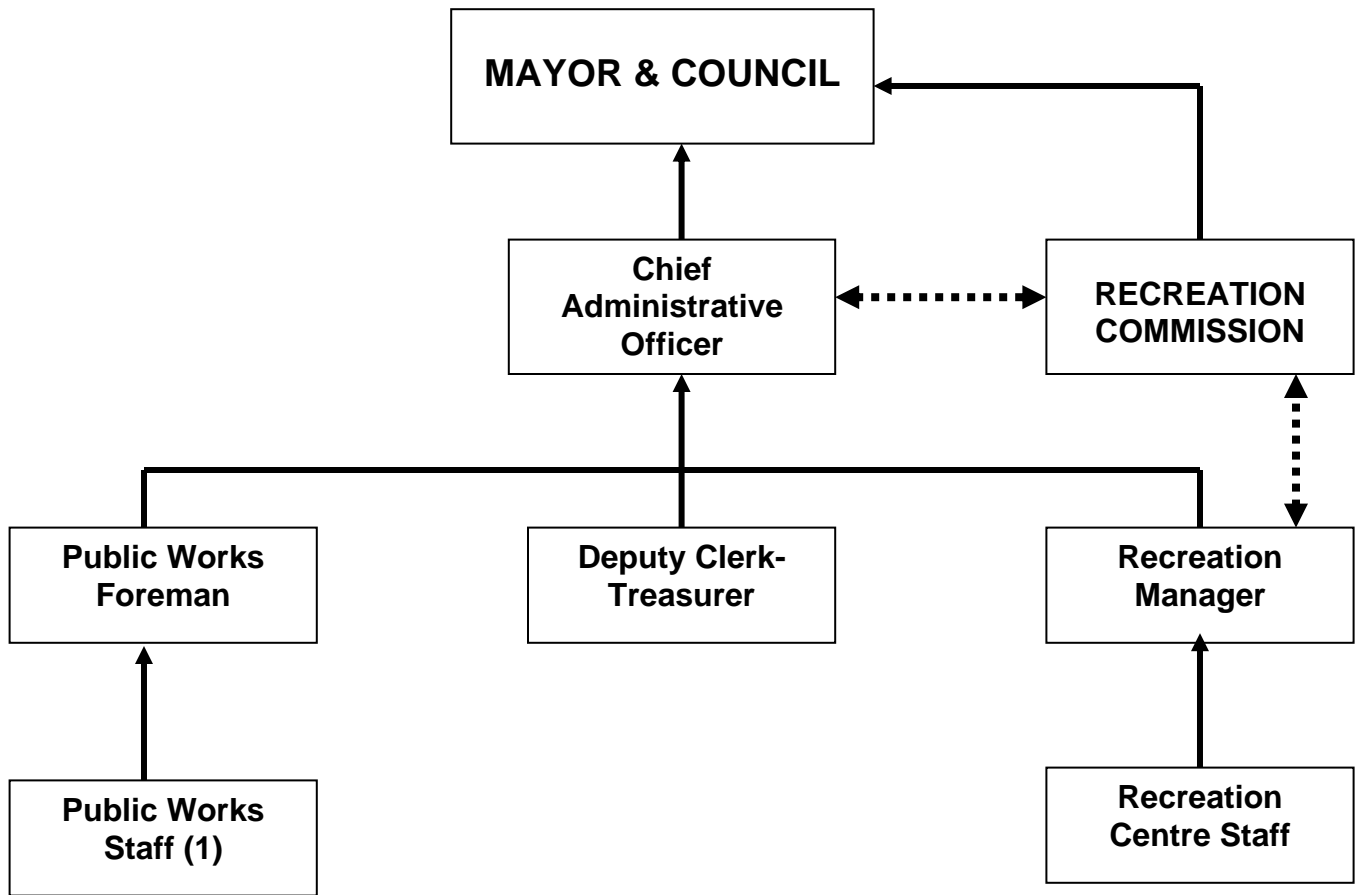 MAYOR & COUNCIL
Chief
Administrative
Officer
RECREATION
COMMISSION
Public Works
Foreman
Deputy Clerk-
Treasurer
Recreation
Manager
Public Works
Staff (1)
Recreation
Centre Staff